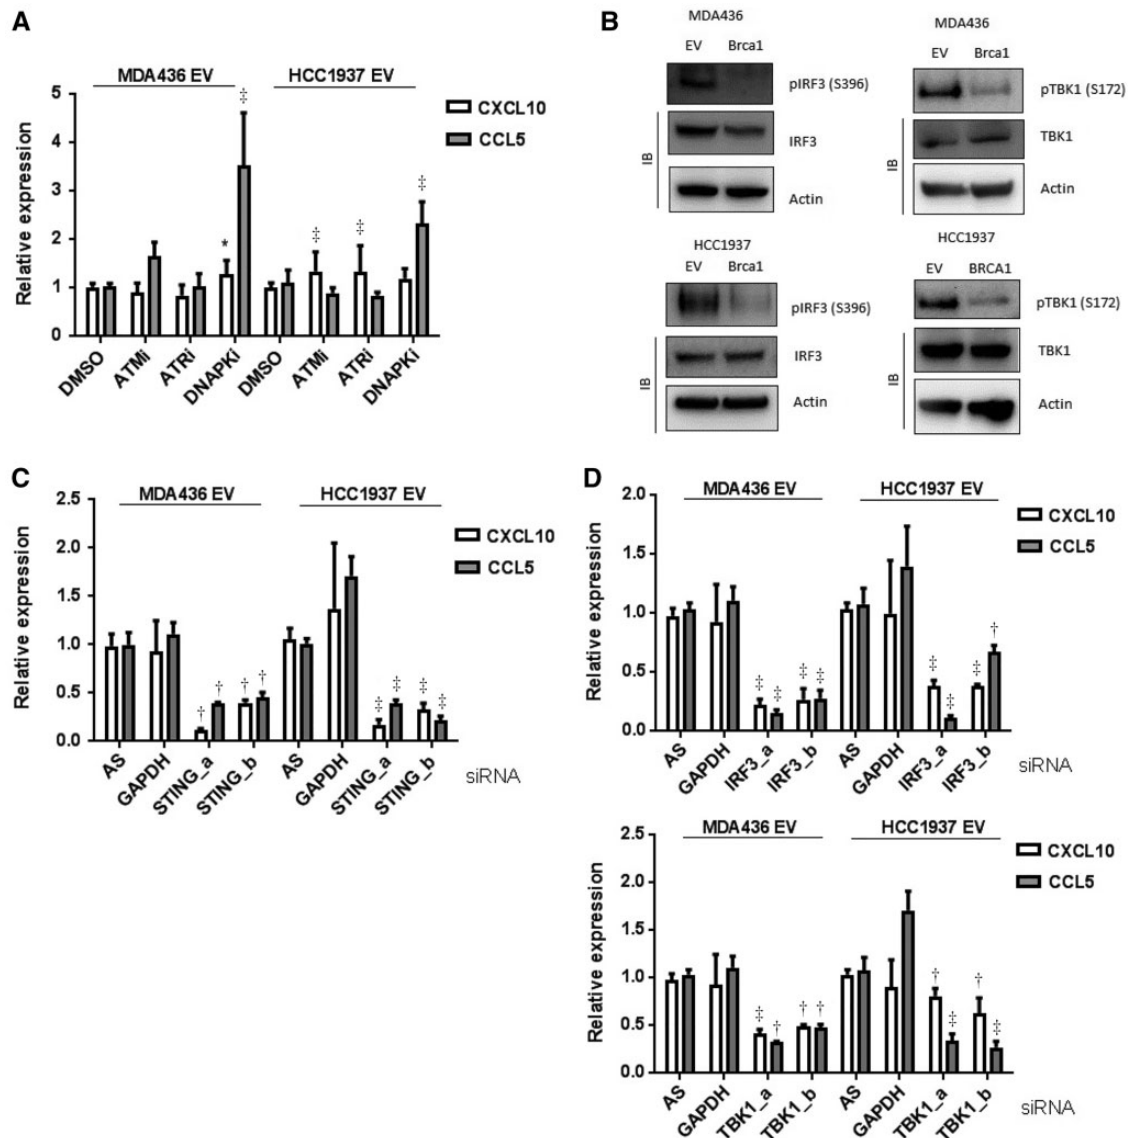 A
MDA436 EV
HCC1937 EV
CXCL10
CCL5
Relative expression
5
4
3
2
1
0
‡
*
‡
‡
‡
DMSO
ATMi
ATRi
DNAPKi
DMSO
ATMi
ATRi
DNAPKi
B
MDA436
EV Brca1
pIRF3 (S396)
IRF3
Actin
IB
MDA436
EV Brca1
pTBK1 (S172)
TBK1
Actin
IB
HCC1937
EV Brca1
pIRF3 (S396)
IRF3
Actin
IB
HCC1937
EV BRCA1
pTBK1 (S172)
TBK1
Actin
IB
C
MDA436 EV
HCC1937 EV
CXCL10
CCL5
Relative expression
2.5
2.0
1.5
1.0
0.5
0.0
† † † † ‡ ‡ ‡ ‡
AS
GAPDH
STING_a
STING_b
AS
GAPDH
STING_a
STING_b
siRNA
D
MDA436 EV
HCC1937 EV
CXCL10
CCL5
Relative expression
2.0
1.5
1.0
0.5
0.0
‡ ‡ ‡ ‡ ‡ ‡ ‡ †
AS
GAPDH
IRF3_a
IRF3_b
AS
GAPDH
IRF3_a
IRF3_b
siRNA
MDA436 EV
HCC1937 EV
CXCL10
CCL5
Relative expression
2.5
2.0
1.5
1.0
0.5
0.0
‡ † † † † ‡ † ‡
AS
GAPDH
TBK1_a
TBK1_b
AS
GAPDH
TBK1_a
TBK1_b
siRNA